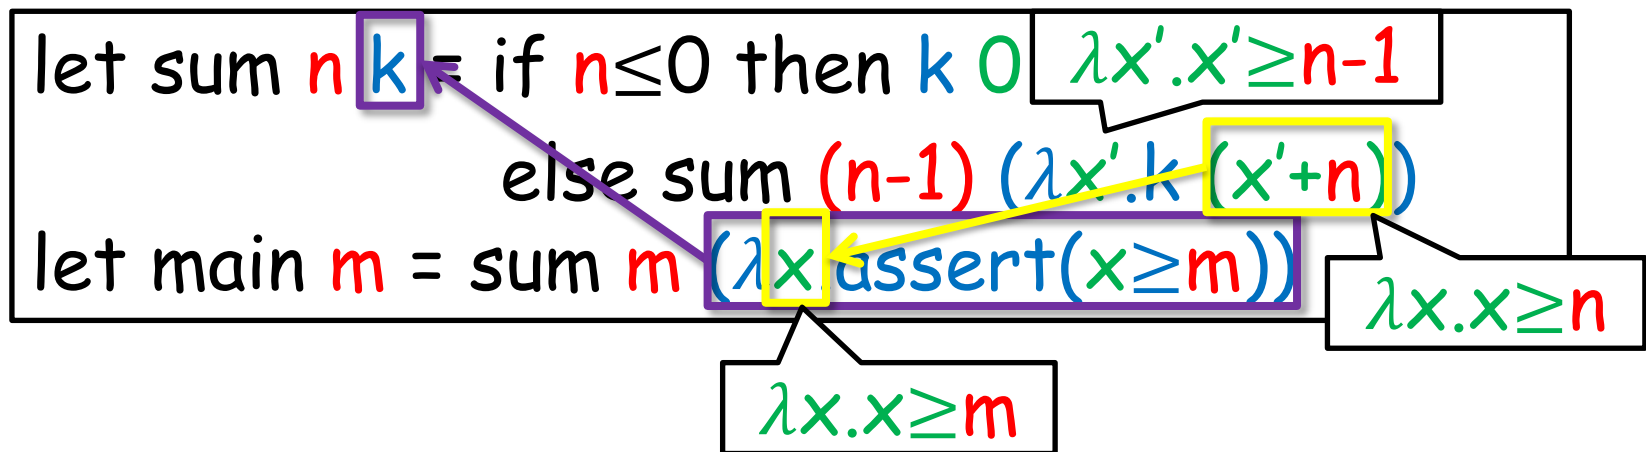 let sum n k = if n≤0 then k 0
λx'.x'≥n-1
else sum (n-1) (λx'.k (x'+n))
let main m = sum m (λx.assert(x≥m))
λx.x≥n
λx.x≥m